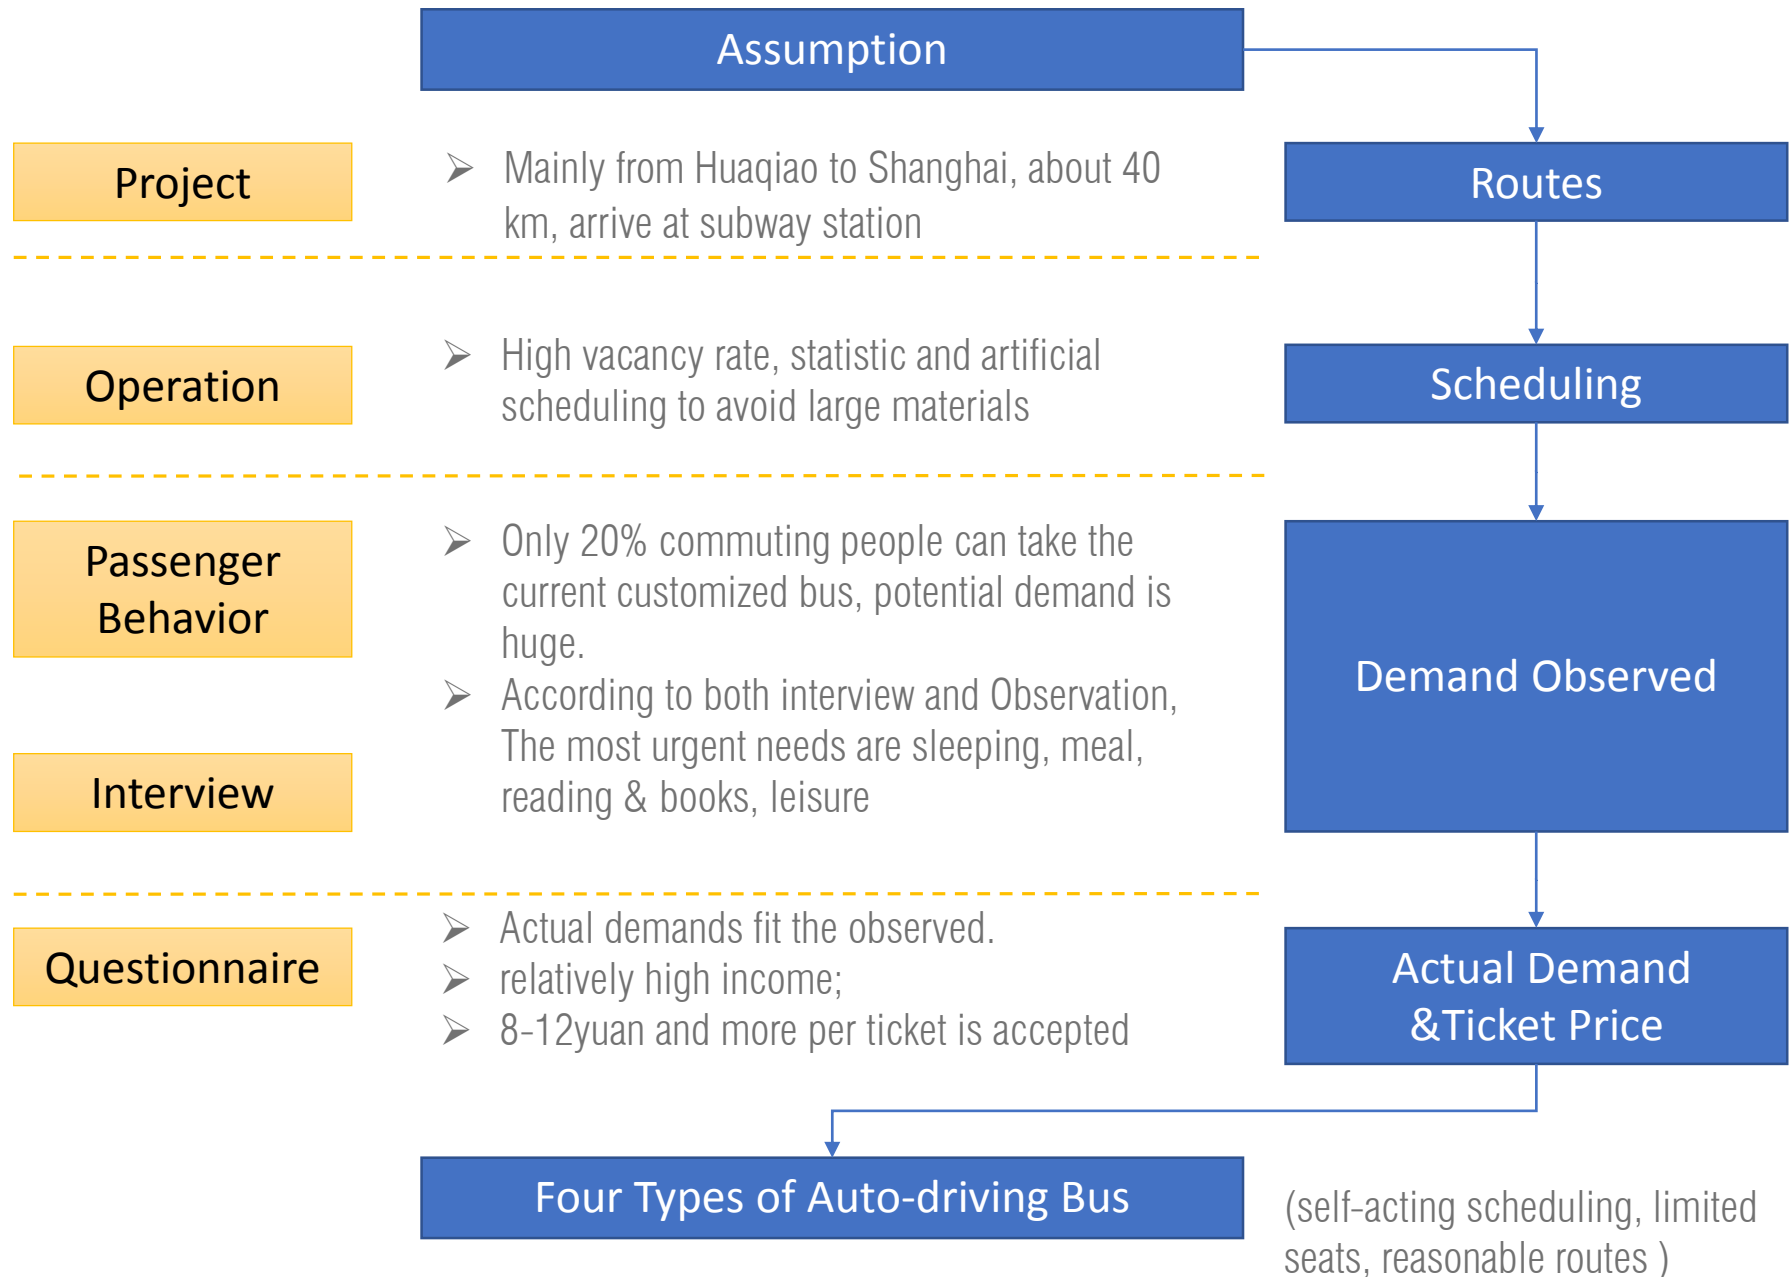 Assumption
Project
Mainly from Huaqiao to Shanghai, about 40
km, arrive at subway station
Routes
Operation
High vacancy rate, statistic and artificial
scheduling to avoid large materials
Scheduling
Passenger
Behavior
Only 20% commuting people can take the
current customized bus, potential demand is
huge.
According to both interview and Observation,
The most urgent needs are sleeping, meal,
reading & books, leisure
Demand Observed
Interview
Questionnaire
Actual demands fit the observed.
relatively high income;
8-12yuan and more per ticket is accepted
Actual Demand
&Ticket Price
Four Types of Auto-driving Bus
(self-acting scheduling, limited
seats, reasonable routes )